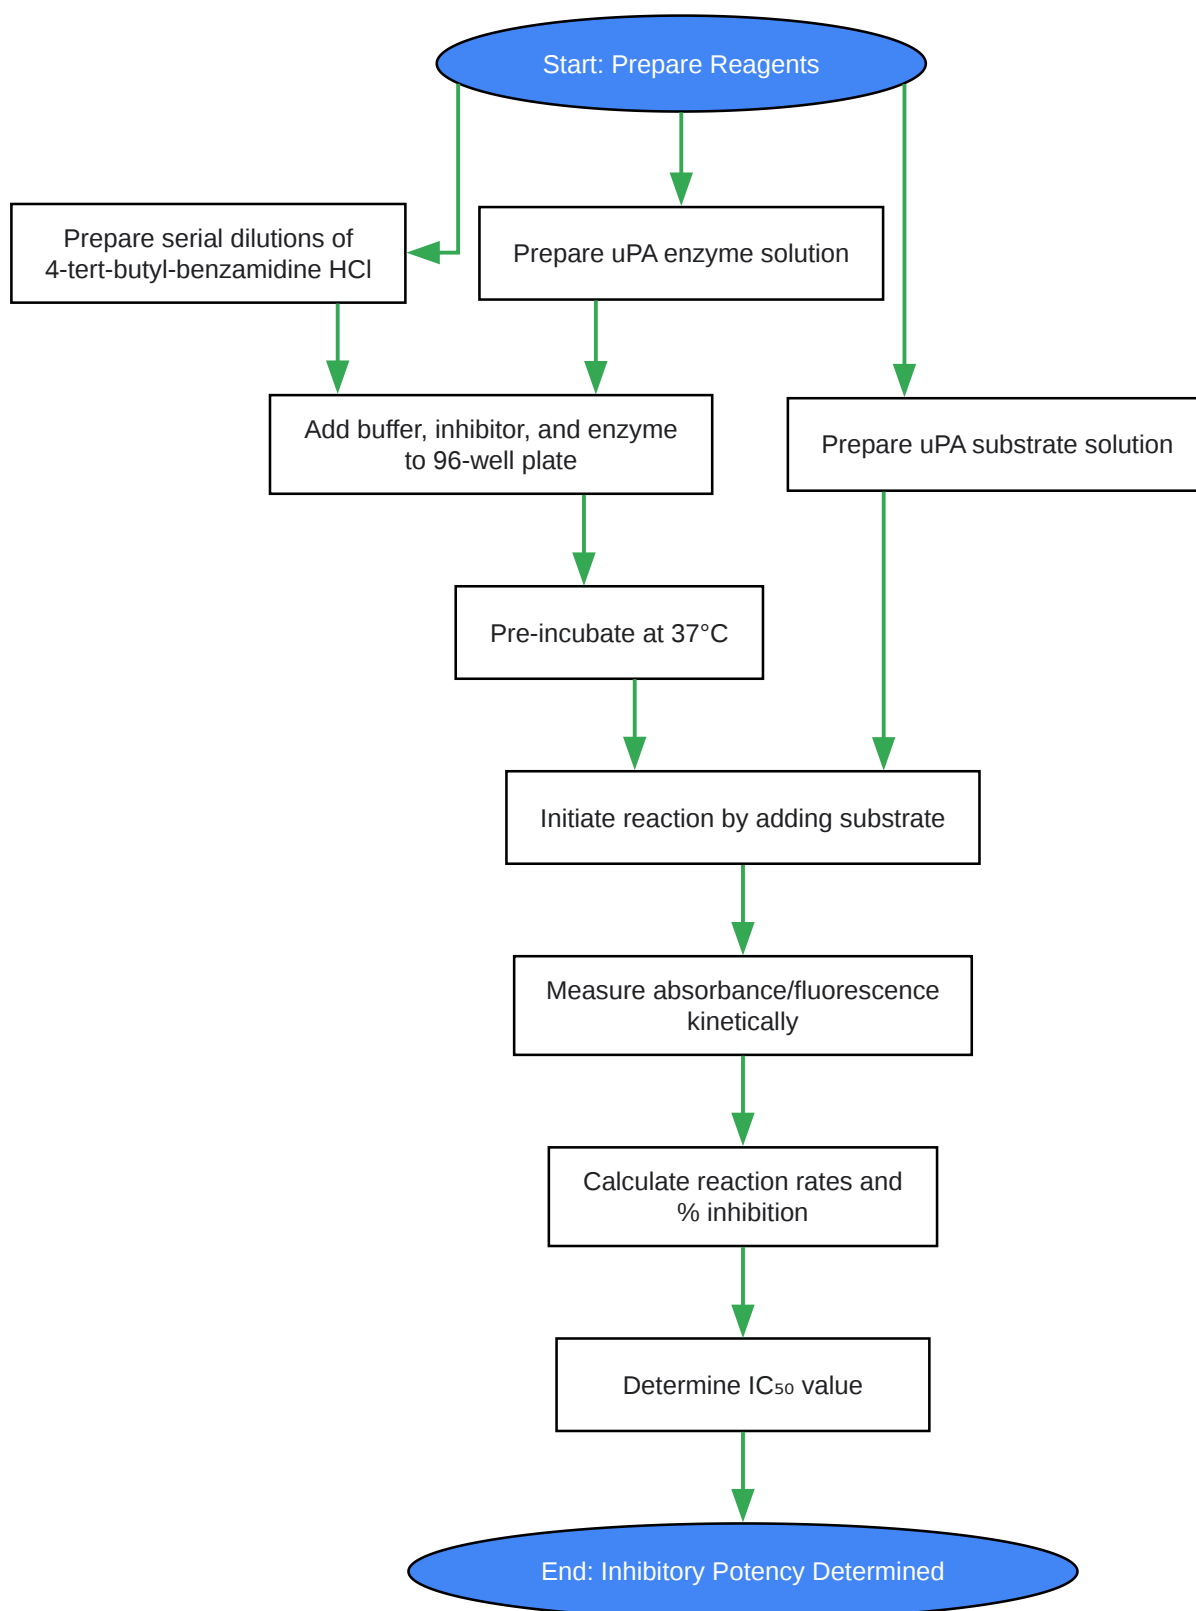 Start: Prepare Reagents
Prepare serial dilutions of
4-tert-butyl-benzamidine HCl
Prepare uPA enzyme solution
Add buffer, inhibitor, and enzyme
to 96-well plate
Prepare uPA substrate solution
Pre-incubate at 37°C
Initiate reaction by adding substrate
Measure absorbance/fluorescence
kinetically
Calculate reaction rates and
% inhibition
Determine IC₅₀ value
End: Inhibitory Potency Determined